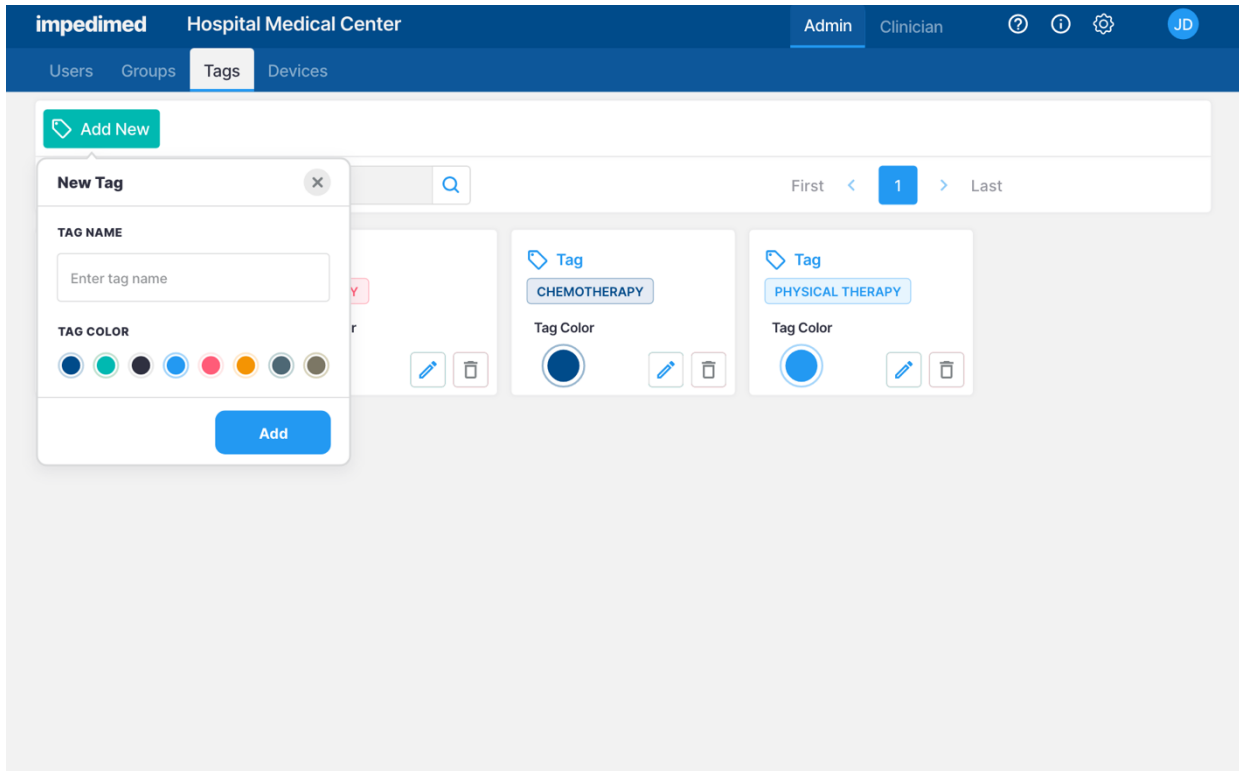 impedimed Hospital Medical Center Admin Clinician JD
Users Groups Tags Devices
Add New
New Tag
First 1 Last
TAG NAME
Enter tag name
TAG COLOR
Add
Y
r
Tag
CHEMOTHERAPY
Tag Color
Tag
PHYSICAL THERAPY
Tag Color